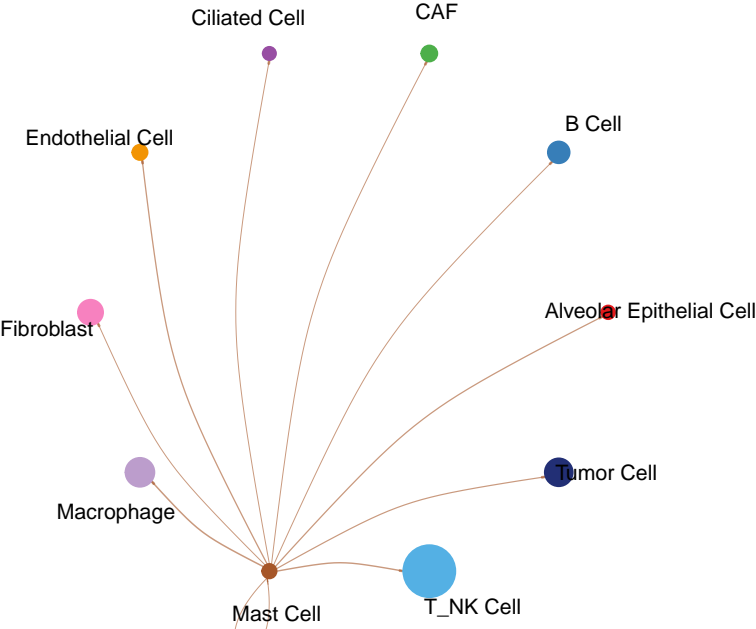 CAF
Ciliated Cell
B Cell
Endothelial Cell
Alveolar Epithelial Cell
Fibroblast
Tumor Cell
Macrophage
T_NK Cell
Mast Cell